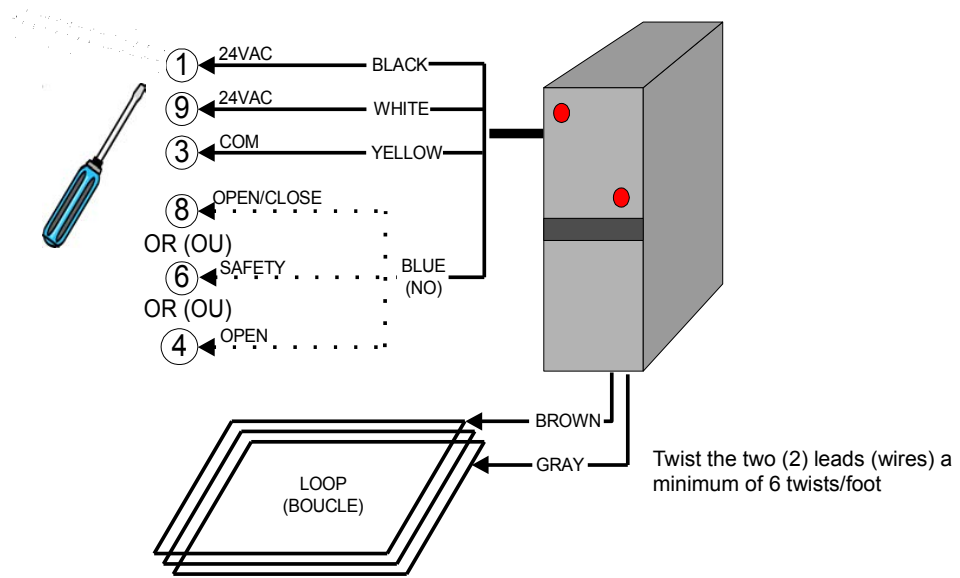 1 24VAC BLACK
9 24VAC WHITE
3 COM YELLOW
8 OPEN/CLOSE
OR (OU)
6 SAFETY BLUE
(NO)
OR (OU)
4 OPEN
BROWN
GRAY
LOOP
(BOUCLE)
Twist the two (2) leads (wires) a
minimum of 6 twists/foot